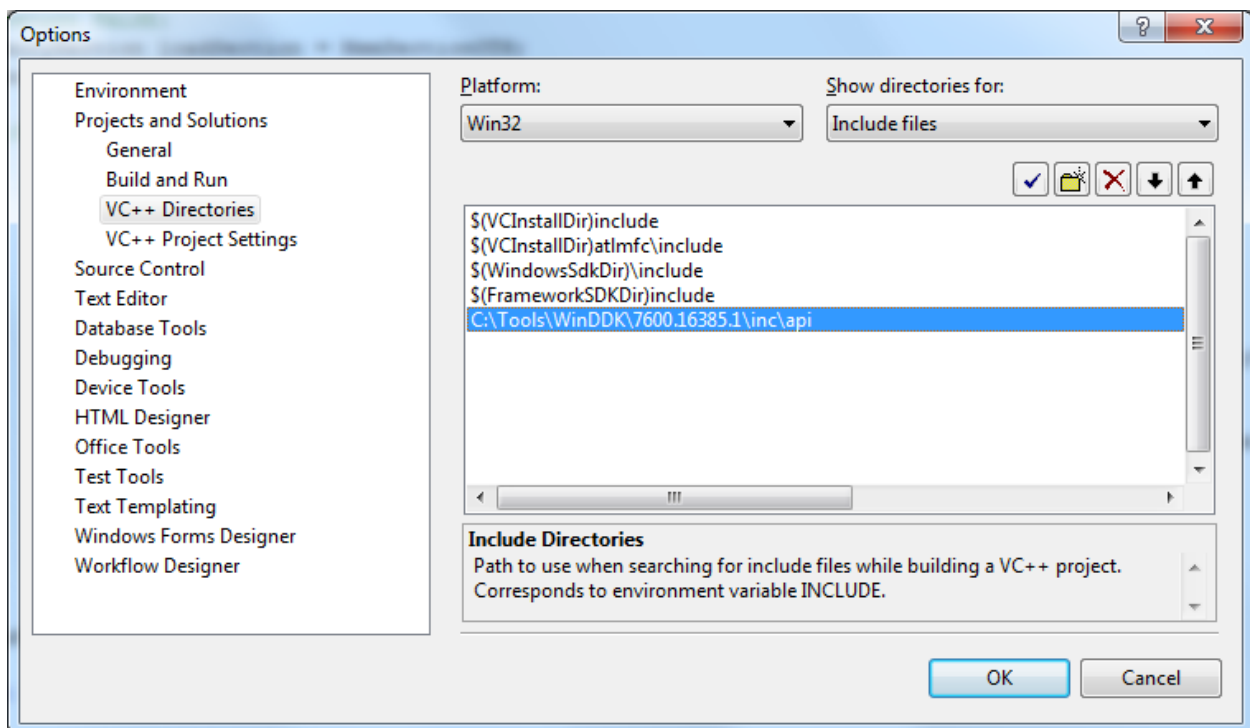 Options
Environment
Projects and Solutions
General
Build and Run
VC++ Directories
VC++ Project Settings
Source Control
Text Editor
Database Tools
Debugging
Device Tools
HTML Designer
Office Tools
Test Tools
Text Templating
Windows Forms Designer
Workflow Designer
Platform:
Win32
Show directories for:
Include files
$(VCInstallDir)include
$(VCInstallDir)atlmfc\include
$(WindowsSdkDir)\include
$(FrameworkSDKDir)include
C:\Tools\WinDDK\7600.16385.1\inc\api
Include Directories
Path to use when searching for include files while building a VC++ project.
Corresponds to environment variable INCLUDE.
OK
Cancel